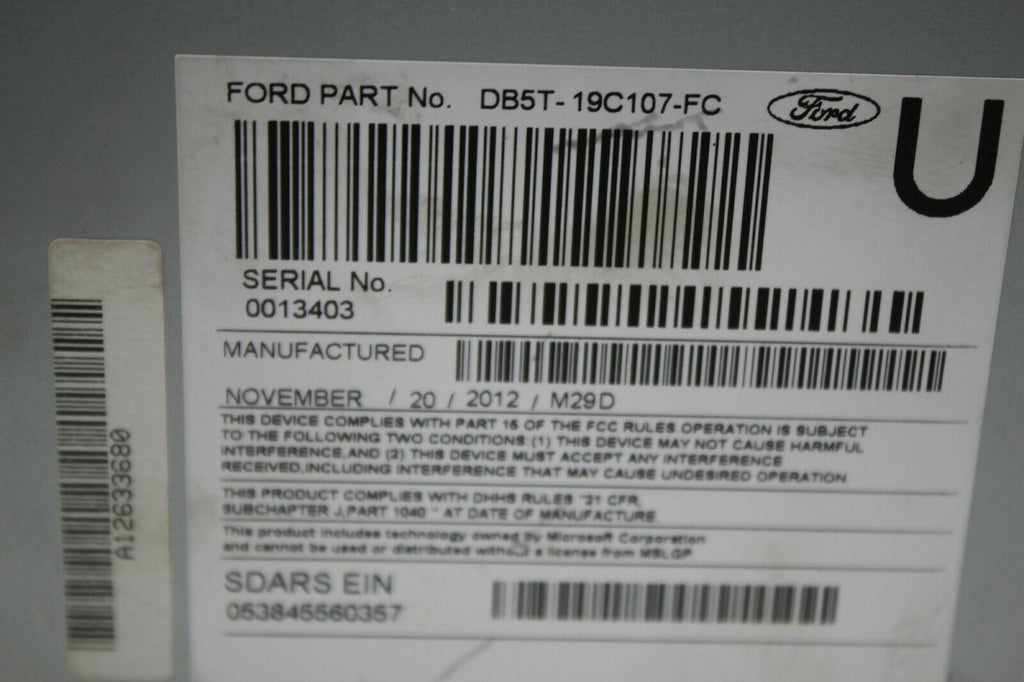 FORD PART No. DB5T-19C107-FC Ford U
SERIAL No.
0013403
MANUFACTURED
NOVEMBER / 20 / 2012 / M29D
THIS DEVICE COMPLIES WITH PART 15 OF THE FCC RULES OPERATION IS SUBJECT
TO THE FOLLOWING TWO CONDITIONS:(1) THIS DEVICE MAY NOT CAUSE HARMFUL
INTERFERENCE,AND (2) THIS DEVICE MUST ACCEPT ANY INTERFERENCE
RECEIVED,INCLUDING INTERFERENCE THAT MAY CAUSE UNDESIRED OPERATION.
THIS PRODUCT COMPLIES WITH DHHS RULES "21 CFR,
SUBCHAPTER J,PART 1040 " AT DATE OF MANUFACTURE
This product includes technology owned by Microsoft Corporation
and cannot be used or distributed without a license from MSLGP
SDARS EIN
053845560357
A12633680